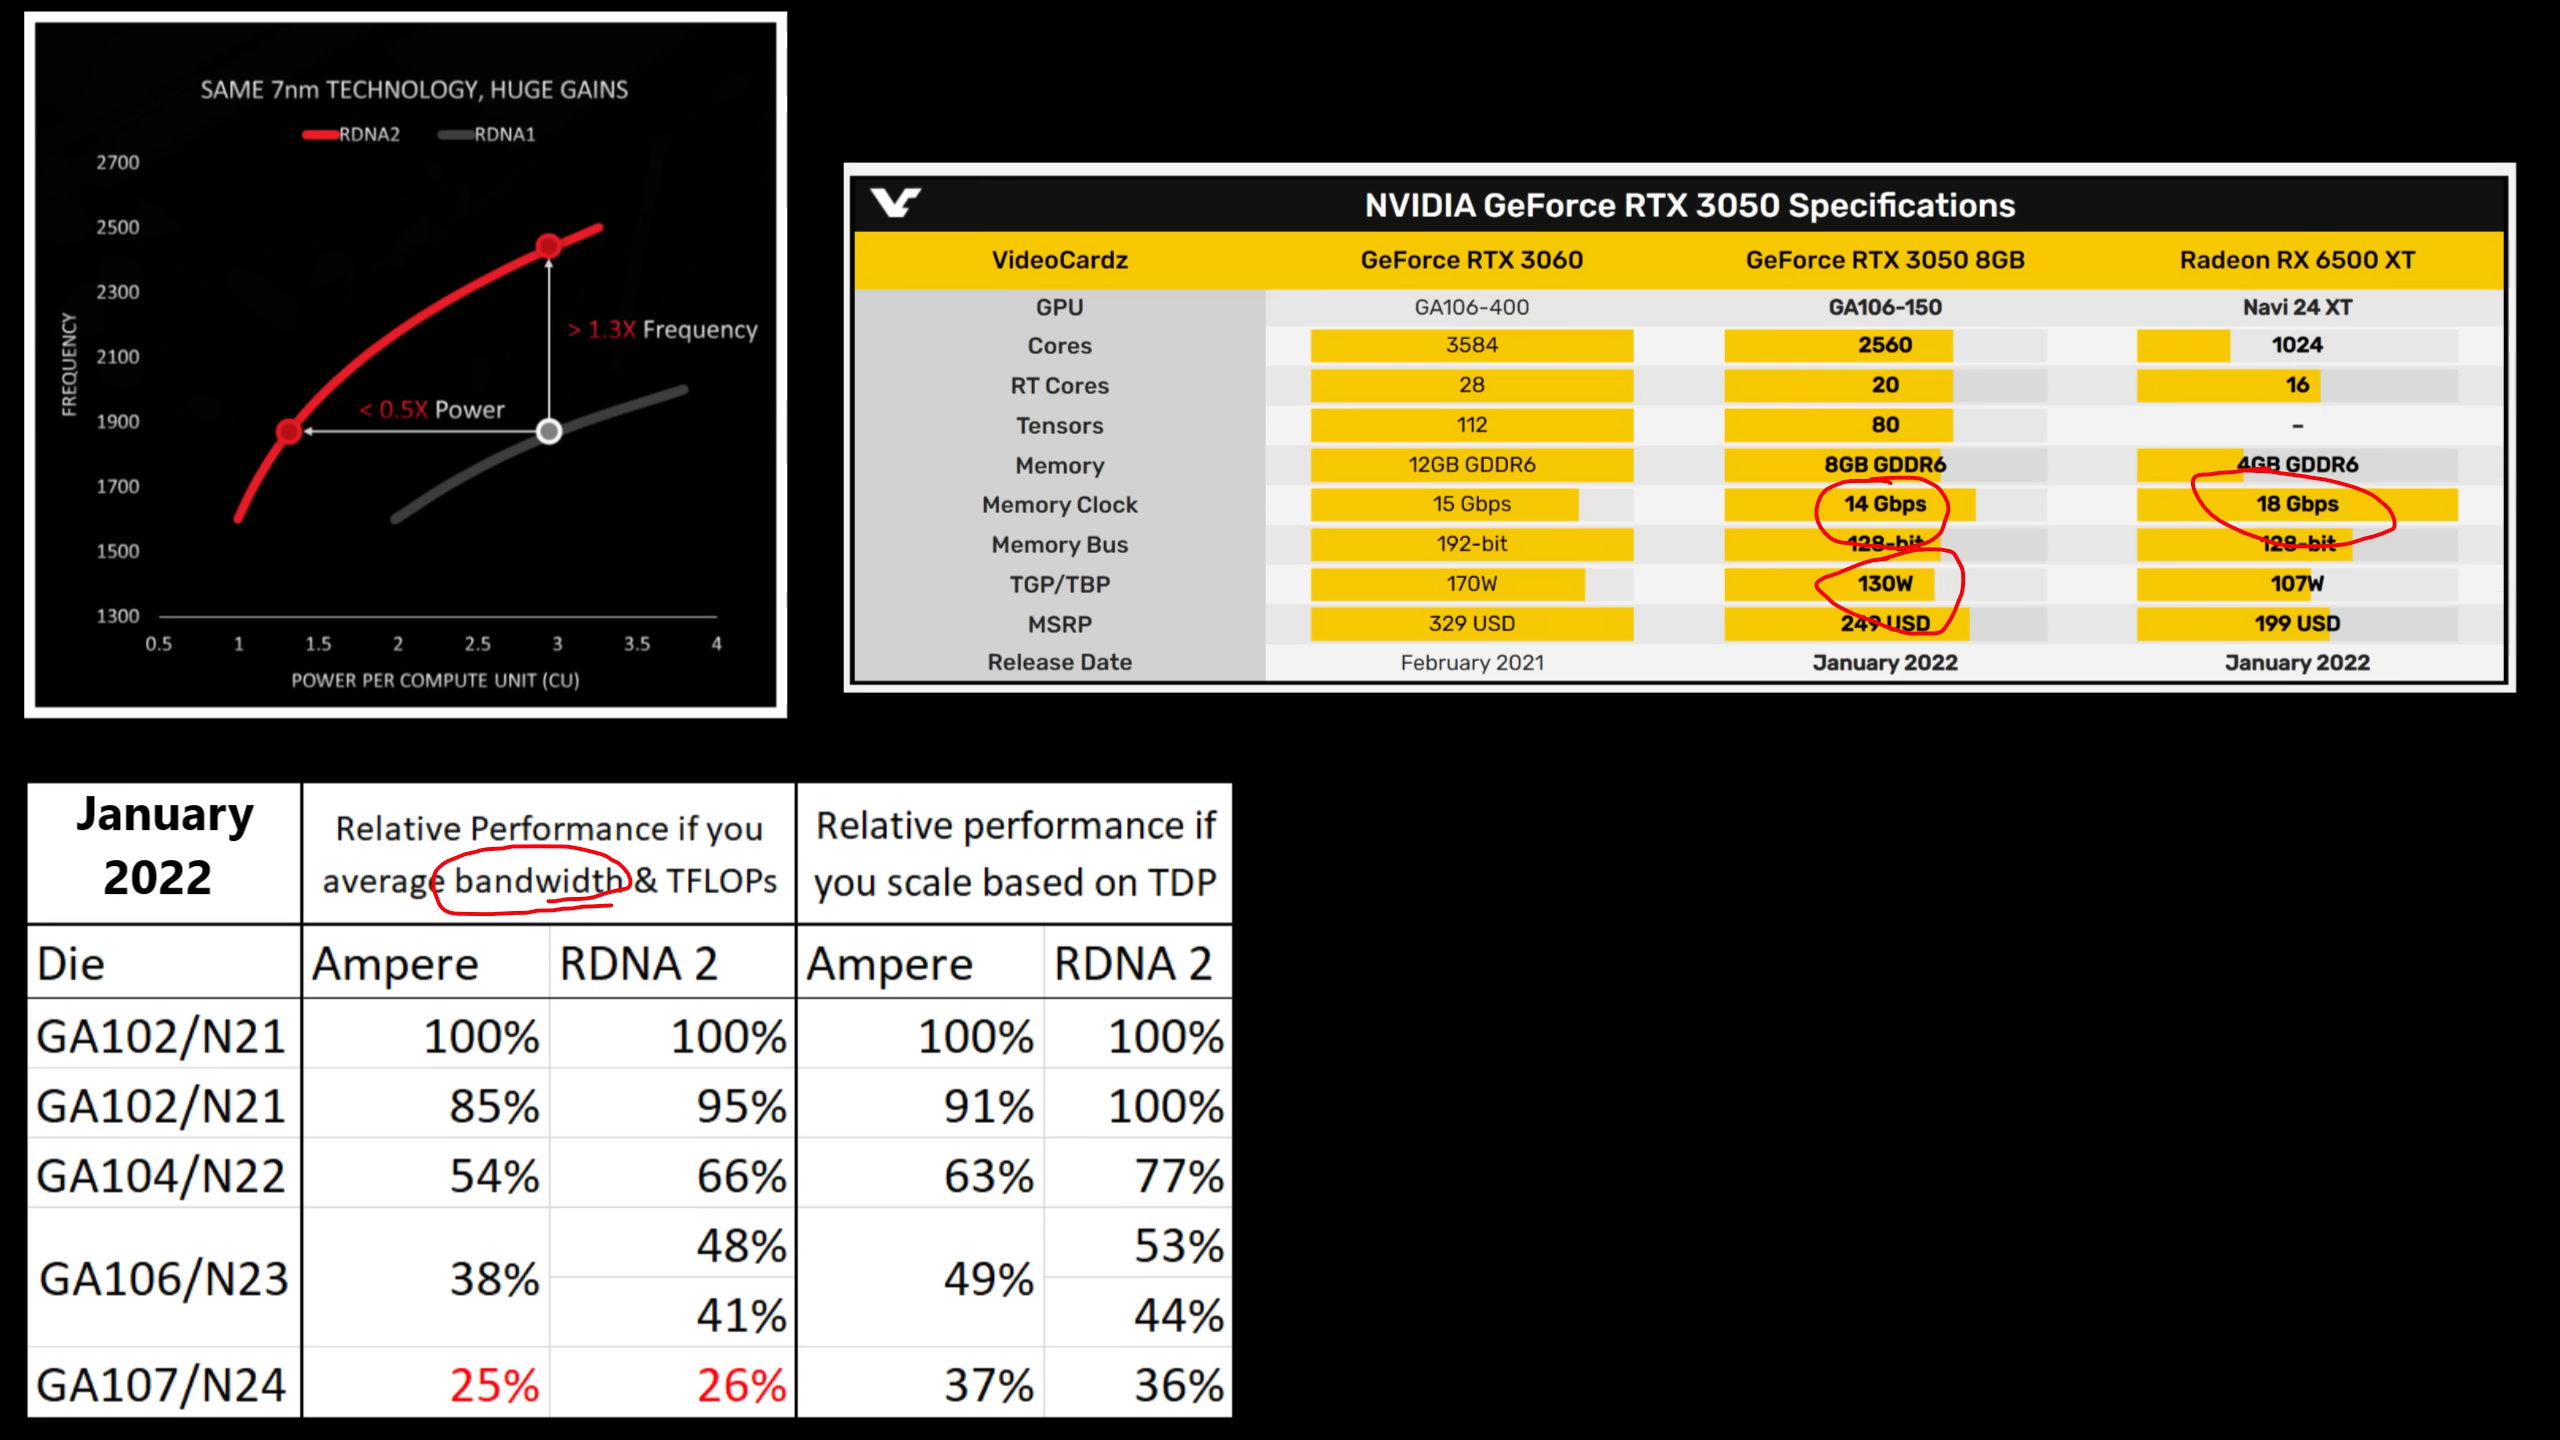 SAME 7nm TECHNOLOGY, HUGE GAINS
RDNA2 RDNA1
2700
2500
2300
2100
1900
1700
1500
1300
FREQUENCY
> 1.3X Frequency
< 0.5X Power
0.5 1 1.5 2 2.5 3 3.5 4
POWER PER COMPUTE UNIT (CU)
NVIDIA GeForce RTX 3050 Specifications
VideoCardz GeForce RTX 3060 GeForce RTX 3050 8GB Radeon RX 6500 XT
GPU GA106-400 GA106-150 Navi 24 XT
Cores 3584 2560 1024
RT Cores 28 20 16
Tensors 112 80 –
Memory 12GB GDDR6 8GB GDDR6 4GB GDDR6
Memory Clock 15 Gbps 14 Gbps 18 Gbps
Memory Bus 192-bit 128-bit 128-bit
TGP/TBP 170W 130W 107W
MSRP 329 USD 249 USD 199 USD
Release Date February 2021 January 2022 January 2022
January
2022
Relative Performance if you
average bandwidth & TFLOPs
Relative performance if
you scale based on TDP
Die Ampere RDNA 2 Ampere RDNA 2
GA102/N21 100% 100% 100% 100%
GA102/N21 85% 95% 91% 100%
GA104/N22 54% 66% 63% 77%
48% 53%
GA106/N23 38% 49%
41% 44%
GA107/N24 25% 26% 37% 36%